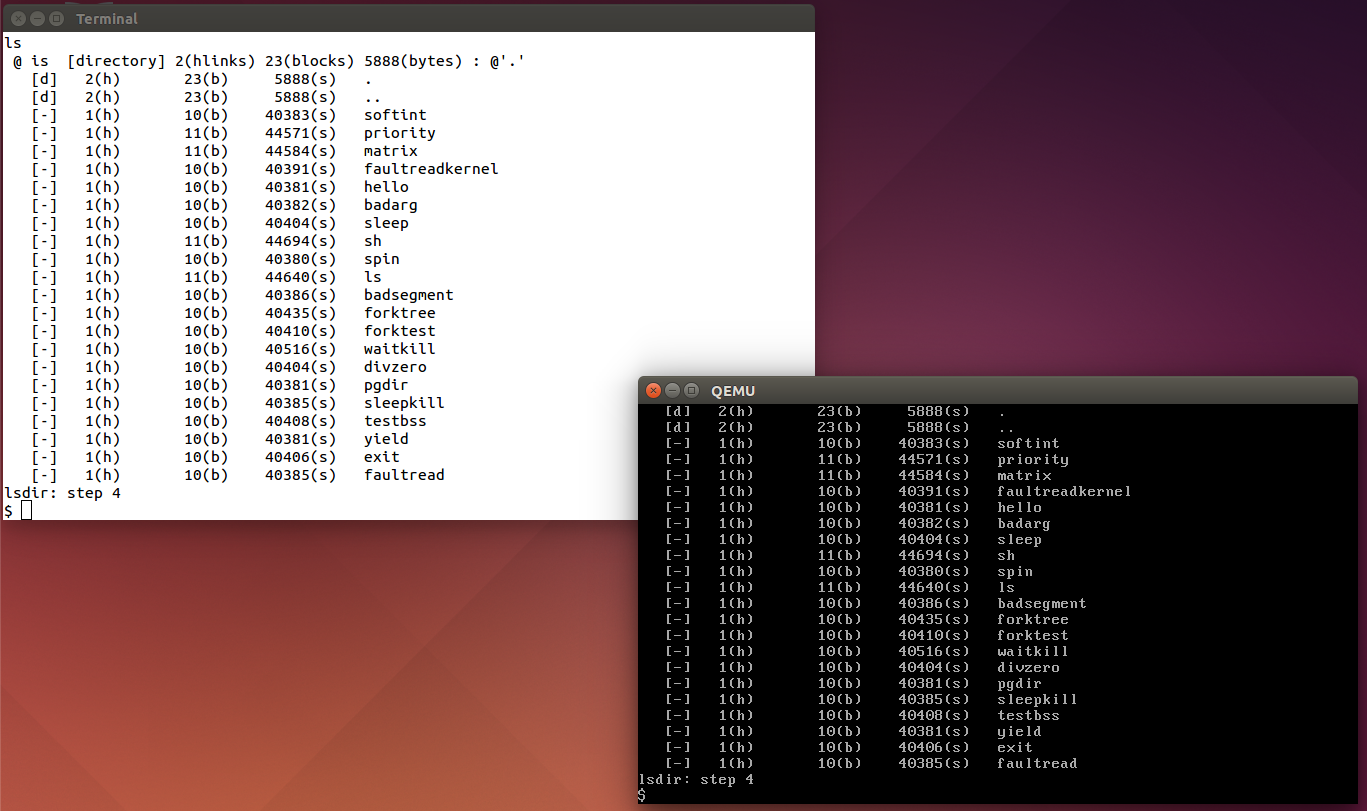 Terminal
ls
 @ is  [directory] 2(hlinks) 23(blocks) 5888(bytes) : @'.'
   [d]   2(h)       23(b)     5888(s)   .
   [d]   2(h)       23(b)     5888(s)   ..
   [-]   1(h)       10(b)    40383(s)   softint
   [-]   1(h)       11(b)    44571(s)   priority
   [-]   1(h)       11(b)    44584(s)   matrix
   [-]   1(h)       10(b)    40391(s)   faultreadkernel
   [-]   1(h)       10(b)    40381(s)   hello
   [-]   1(h)       10(b)    40382(s)   badarg
   [-]   1(h)       10(b)    40404(s)   sleep
   [-]   1(h)       11(b)    44694(s)   sh
   [-]   1(h)       10(b)    40380(s)   spin
   [-]   1(h)       11(b)    44640(s)   ls
   [-]   1(h)       10(b)    40386(s)   badsegment
   [-]   1(h)       10(b)    40435(s)   forktree
   [-]   1(h)       10(b)    40410(s)   forktest
   [-]   1(h)       10(b)    40516(s)   waitkill
   [-]   1(h)       10(b)    40404(s)   divzero
   [-]   1(h)       10(b)    40381(s)   pgdir
   [-]   1(h)       10(b)    40385(s)   sleepkill
   [-]   1(h)       10(b)    40408(s)   testbss
   [-]   1(h)       10(b)    40381(s)   yield
   [-]   1(h)       10(b)    40406(s)   exit
   [-]   1(h)       10(b)    40385(s)   faultread
lsdir: step 4
$
QEMU
   [d]   2(h)       23(b)     5888(s)   .
   [d]   2(h)       23(b)     5888(s)   ..
   [-]   1(h)       10(b)    40383(s)   softint
   [-]   1(h)       11(b)    44571(s)   priority
   [-]   1(h)       11(b)    44584(s)   matrix
   [-]   1(h)       10(b)    40391(s)   faultreadkernel
   [-]   1(h)       10(b)    40381(s)   hello
   [-]   1(h)       10(b)    40382(s)   badarg
   [-]   1(h)       10(b)    40404(s)   sleep
   [-]   1(h)       11(b)    44694(s)   sh
   [-]   1(h)       10(b)    40380(s)   spin
   [-]   1(h)       11(b)    44640(s)   ls
   [-]   1(h)       10(b)    40386(s)   badsegment
   [-]   1(h)       10(b)    40435(s)   forktree
   [-]   1(h)       10(b)    40410(s)   forktest
   [-]   1(h)       10(b)    40516(s)   waitkill
   [-]   1(h)       10(b)    40404(s)   divzero
   [-]   1(h)       10(b)    40381(s)   pgdir
   [-]   1(h)       10(b)    40385(s)   sleepkill
   [-]   1(h)       10(b)    40408(s)   testbss
   [-]   1(h)       10(b)    40381(s)   yield
   [-]   1(h)       10(b)    40406(s)   exit
   [-]   1(h)       10(b)    40385(s)   faultread
lsdir: step 4
$